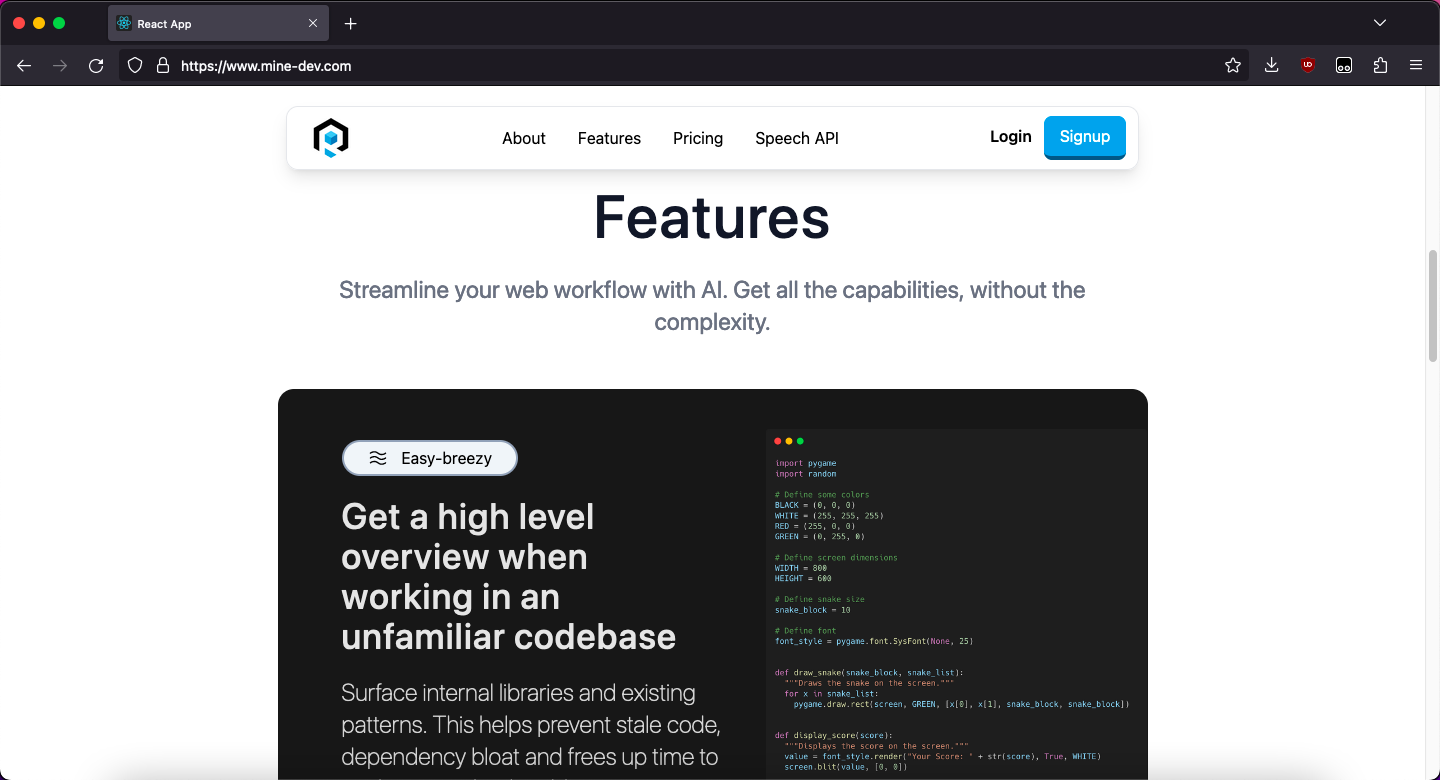 React App
https://www.mine-dev.com
About
Features
Pricing
Speech API
Login
Signup
Features
Streamline your web workflow with AI. Get all the capabilities, without the
complexity.
Easy-breezy
Get a high level
overview when
working in an
unfamiliar codebase
Surface internal libraries and existing
patterns. This helps prevent stale code,
dependency bloat and frees up time to
import pygame
import random
# Define some colors
BLACK = (0, 0, 0)
WHITE = (255, 255, 255)
RED = (255, 0, 0)
GREEN = (0, 255, 0)
# Define screen dimensions
WIDTH = 800
HEIGHT = 600
# Define snake size
snake_block = 10
# Define font
font_style = pygame.font.SysFont(None, 25)
def draw_snake(snake_block, snake_list):
"""Draws the snake on the screen."""
for x in snake_list:
pygame.draw.rect(screen, GREEN, [x[0], x[1], snake_block, snake_block])
def display_score(score):
"""Displays the score on the screen."""
value = font_style.render("Your Score: " + str(score), True, WHITE)
screen.blit(value, [0, 0])